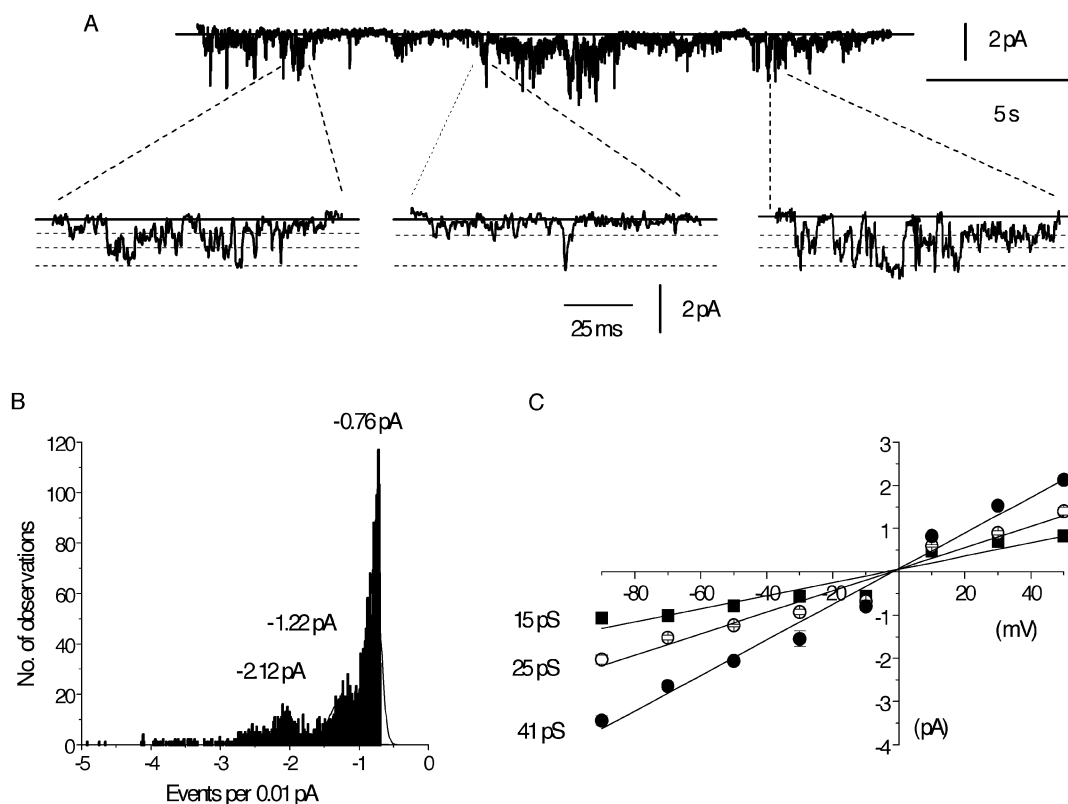 A
2 pA
5 s
25 ms
2 pA
B
C
-0.76 pA
-1.22 pA
-2.12 pA
No. of observations
120
100
80
60
40
20
0
-5
-4
-3
-2
-1
0
Events per 0.01 pA
3
2
1
-1
-2
-3
-4
-80
-60
-40
-20
20
40
(mV)
(pA)
15 pS
25 pS
41 pS